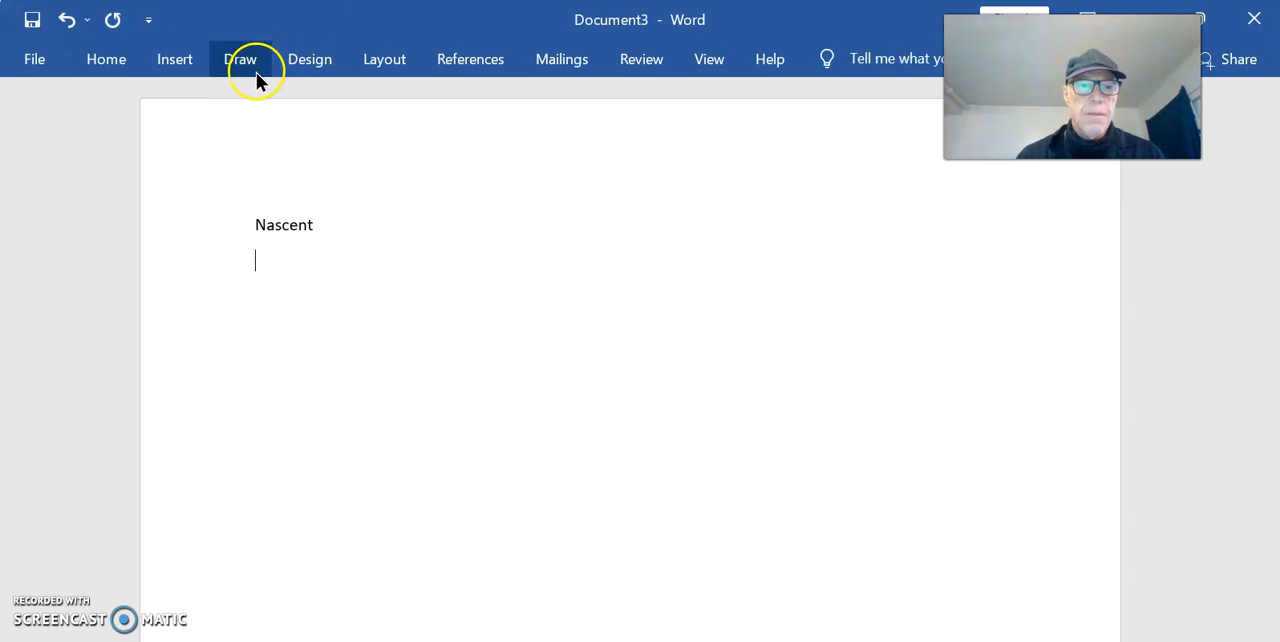 Document3 - Word
File Home Insert Draw Design Layout References Mailings Review View Help Tell me what yo Share
Nascent
RECORDED WITH
SCREENCAST MATIC